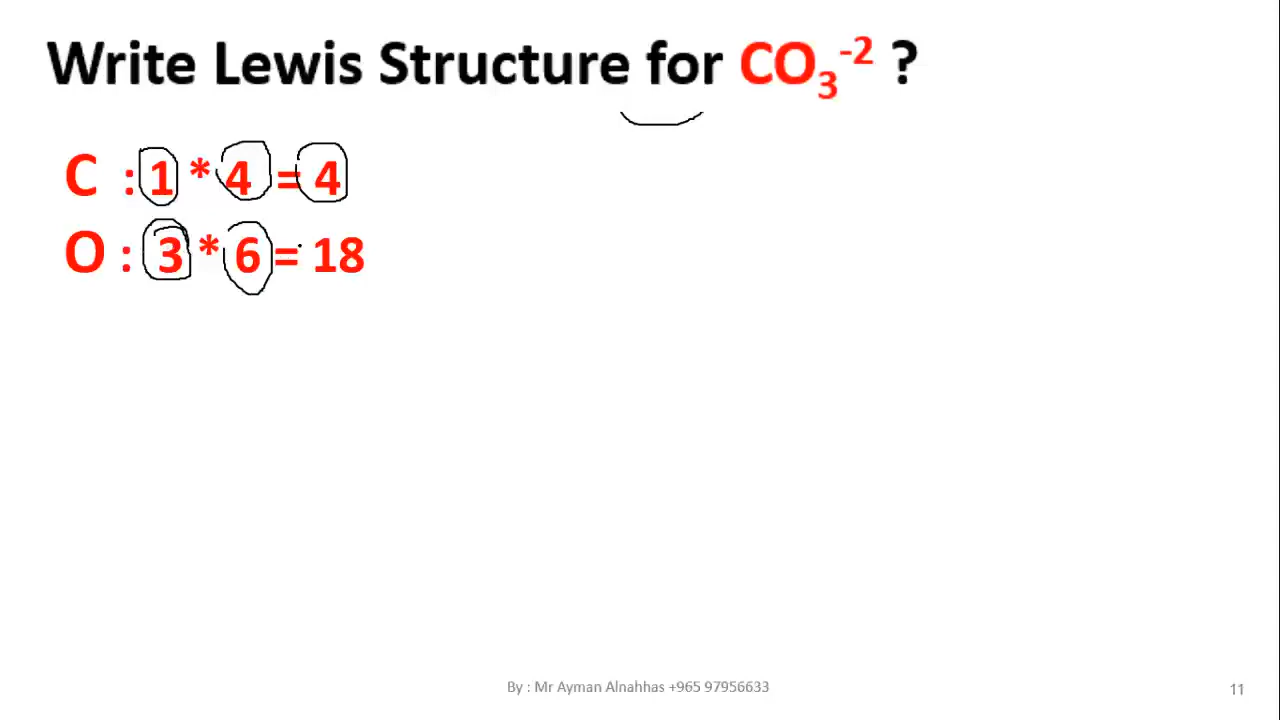 Write Lewis Structure for CO₃⁻² ?
C : 1 * 4 = 4
O : 3 * 6 = 18
By : Mr Ayman Alnahhas +965 97956633
11